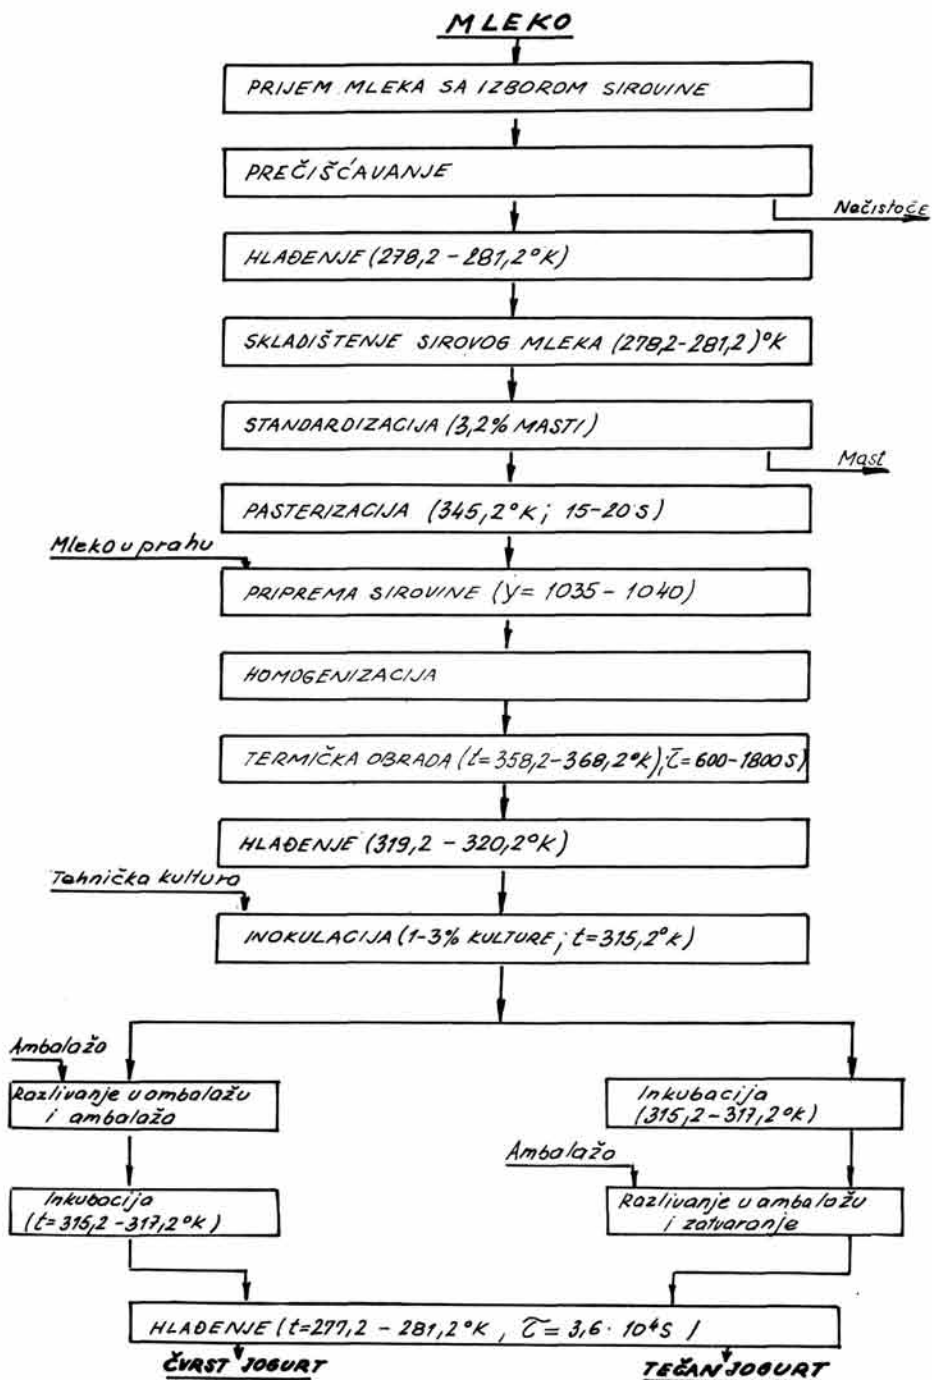 MLEKO
PRIJEM MLEKA SA IZBOROM SIROVINE
PREČIŠĆAVANJE
Nečistoče
HLAĐENJE (278,2 – 281,2°K)
SKLADIŠTENJE SIROVOG MLEKA (278,2-281,2)°K
STANDARDIZACIJA (3,2% MASTI)
Mast
PASTERIZACIJA (345,2°K; 15-20 S)
Mleko u prahu
PRIPREMA SIROVINE (γ= 1035 - 1040)
HOMOGENIZACIJA
TERMIČKA OBRADA (t=358,2-368,2°K); τ=600-1800 S)
HLAĐENJE (319,2 – 320,2°K)
Tehnička kultura
INOKULACIJA (1-3% KULTURE; t=315,2°K)
Ambalaža
Razlivanje u ambalažu
i ambalaža
Inkubacija
(t=315,2-317,2°K)
Inkubacija
(315,2-317,2°K)
Ambalaža
Razlivanje u ambalažu
i zatvaranje
HLAĐENJE (t=277,2 – 281,2°K, τ = 3,6 · 10⁴ S )
ČVRST JOGURT
TEČAN JOGURT